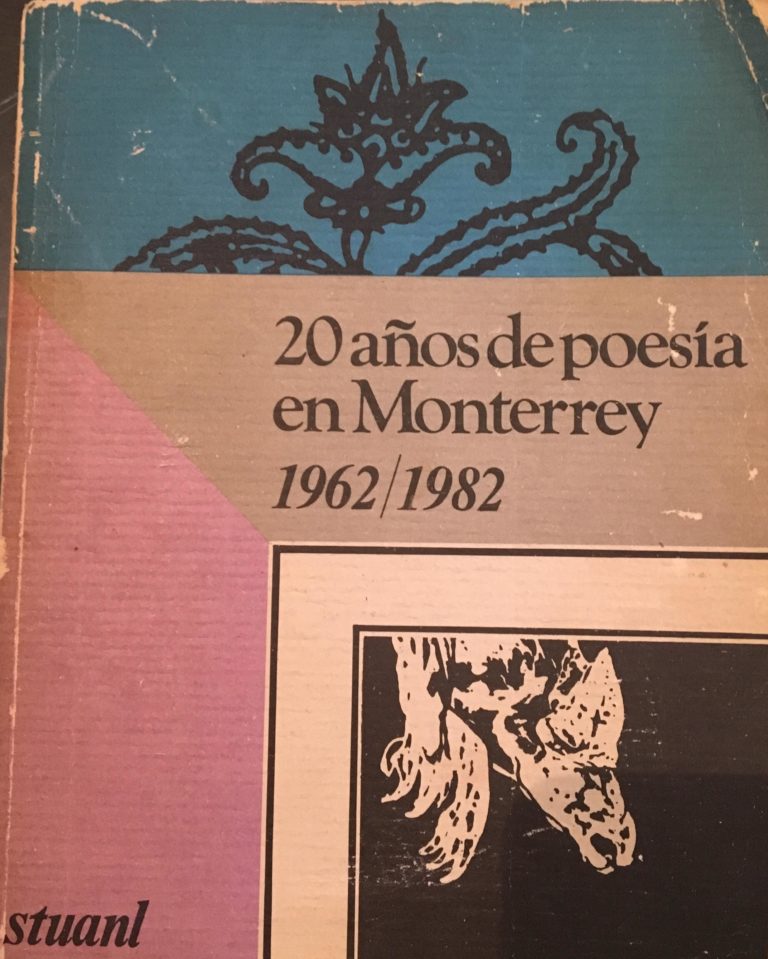 20 años de poesía
en Monterrey
1962/1982
stuanl